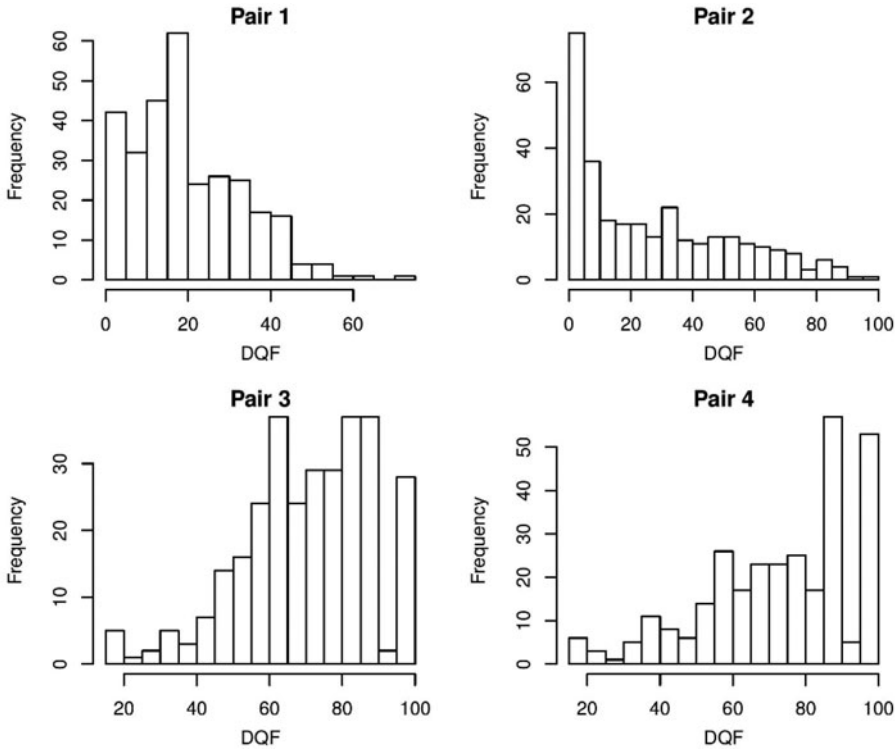 Pair 1
Frequency
0 10 20 30 40 50 60
0 20 40 60
DQF
Pair 2
Frequency
0 20 40 60
0 20 40 60 80 100
DQF
Pair 3
Frequency
0 10 20 30
20 40 60 80 100
DQF
Pair 4
Frequency
0 10 20 30 40 50
20 40 60 80 100
DQF